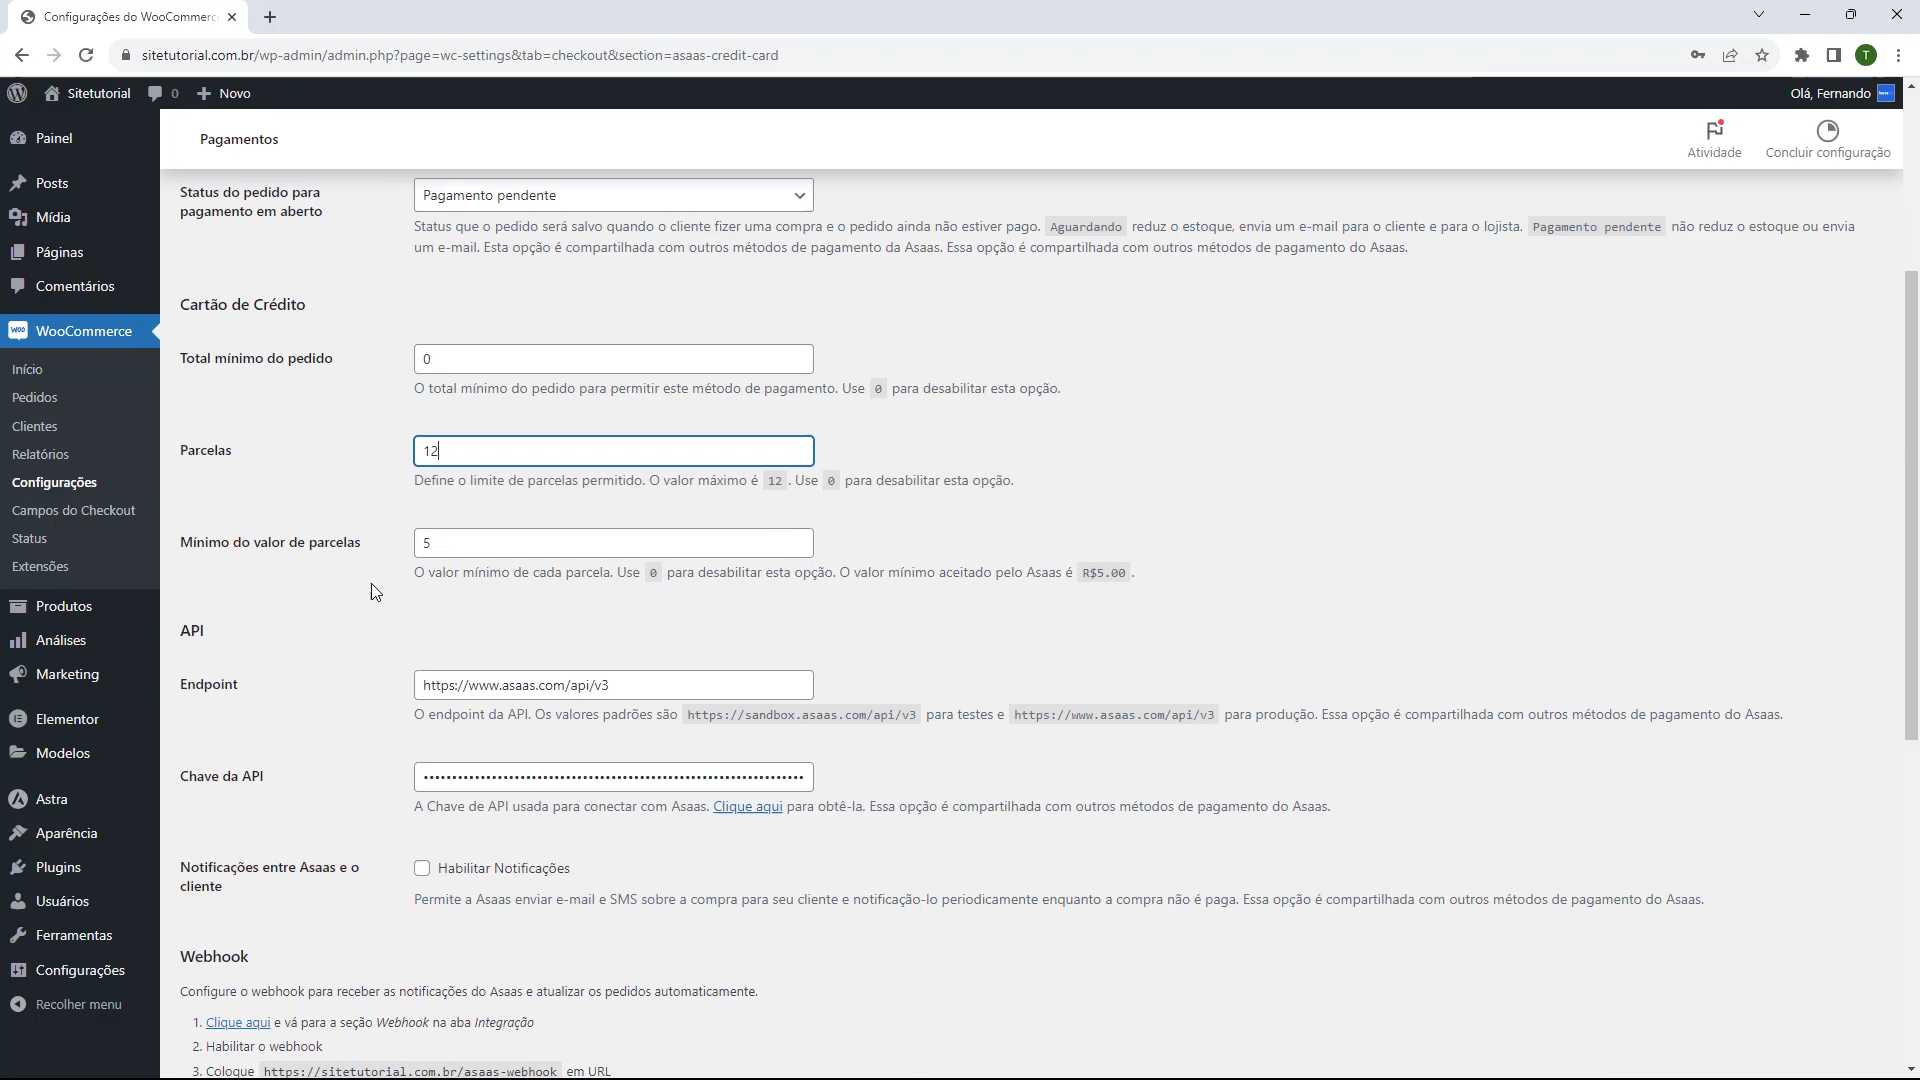 Configurações do WooCommerc
sitetutorial.com.br/wp-admin/admin.php?page=wc-settings&tab=checkout&section=asaas-credit-card
T
Sitetutorial
0
Novo
Olá, Fernando
Painel
Posts
Mídia
Páginas
Comentários
WooCommerce
Início
Pedidos
Clientes
Relatórios
Configurações
Campos do Checkout
Status
Extensões
Produtos
Análises
Marketing
Elementor
Modelos
Astra
Aparência
Plugins
Usuários
Ferramentas
Configurações
Recolher menu
Pagamentos
Atividade
Concluir configuração
Status do pedido para
pagamento em aberto
Pagamento pendente
Status que o pedido será salvo quando o cliente fizer uma compra e o pedido ainda não estiver pago. Aguardando reduz o estoque, envia um e-mail para o cliente e para o lojista. Pagamento pendente não reduz o estoque ou envia
um e-mail. Esta opção é compartilhada com outros métodos de pagamento da Asaas. Essa opção é compartilhada com outros métodos de pagamento do Asaas.
Cartão de Crédito
Total mínimo do pedido
0
O total mínimo do pedido para permitir este método de pagamento. Use 0 para desabilitar esta opção.
Parcelas
12
Define o limite de parcelas permitido. O valor máximo é 12 . Use 0 para desabilitar esta opção.
Mínimo do valor de parcelas
5
O valor mínimo de cada parcela. Use 0 para desabilitar esta opção. O valor mínimo aceitado pelo Asaas é R$5.00 .
API
Endpoint
https://www.asaas.com/api/v3
O endpoint da API. Os valores padrões são https://sandbox.asaas.com/api/v3 para testes e https://www.asaas.com/api/v3 para produção. Essa opção é compartilhada com outros métodos de pagamento do Asaas.
Chave da API
A Chave de API usada para conectar com Asaas. Clique aqui para obtê-la. Essa opção é compartilhada com outros métodos de pagamento do Asaas.
Notificações entre Asaas e o
cliente
Habilitar Notificações
Permite a Asaas enviar e-mail e SMS sobre a compra para seu cliente e notificação-lo periodicamente enquanto a compra não é paga. Essa opção é compartilhada com outros métodos de pagamento do Asaas.
Webhook
Configure o webhook para receber as notificações do Asaas e atualizar os pedidos automaticamente.
1. Clique aqui e vá para a seção Webhook na aba Integração
2. Habilitar o webhook
3. Coloque https://sitetutorial.com.br/asaas-webhook em URL